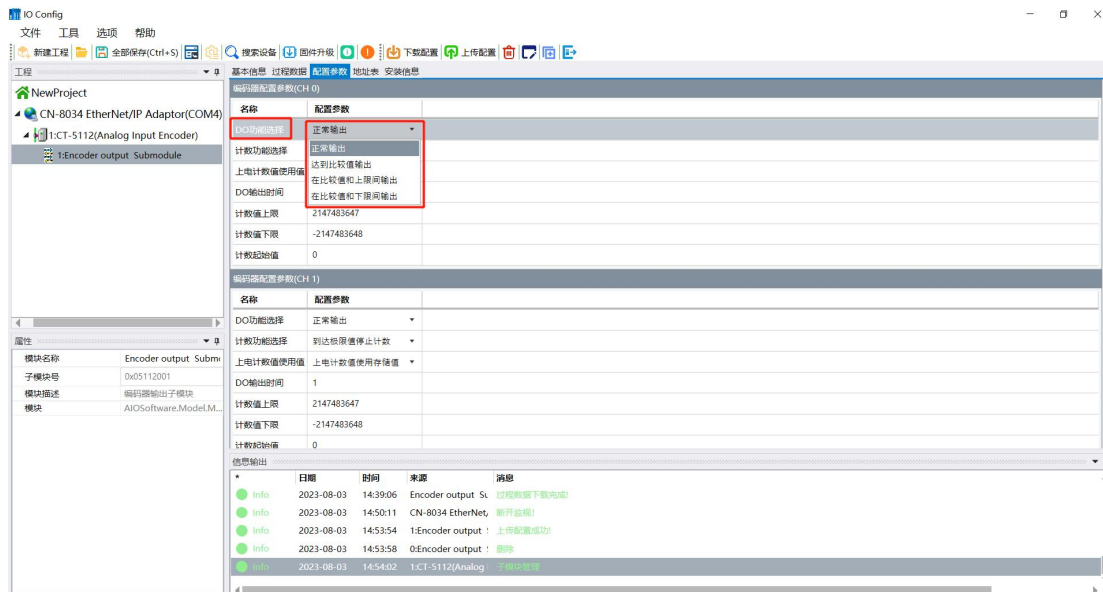 IO Config
文件 工具 选项 帮助
新建工程 全部保存(Ctrl+S) 搜索设备 固件升级 下载配置 上传配置
工程
NewProject
CN-8034 EtherNet/IP Adaptor(COM4)
1:CT-5112(Analog Input Encoder)
1:Encoder output Submodule
属性
模块名称 Encoder output Subm
子模块号 0x05112001
模块描述 编码器输出子模块
模块 AIOSoftware.Model.M...
基本信息 过程数据 配置参数 地址表 安装信息
编码器配置参数(CH 0)
名称 配置参数
DO功能选择 正常输出
正常输出
达到比较值输出
在比较值和上限间输出
在比较值和下限间输出
计数功能选择
上电计数值使用值
DO输出时间
计数值上限 2147483647
计数值下限 -2147483648
计数起始值 0
编码器配置参数(CH 1)
名称 配置参数
DO功能选择 正常输出
计数功能选择 到达极限值停止计数
上电计数值使用值 上电计数值使用存储值
DO输出时间 1
计数值上限 2147483647
计数值下限 -2147483648
计数起始值 0
信息输出
* 日期 时间 来源 消息
Info 2023-08-03 14:39:06 Encoder output Su 过程数据下载完成!
Info 2023-08-03 14:50:11 CN-8034 EtherNet, 断开监视!
Info 2023-08-03 14:53:54 1:Encoder output 上传配置成功!
Info 2023-08-03 14:53:58 0:Encoder output 删除
Info 2023-08-03 14:54:02 1:CT-5112(Analog 子模块管理